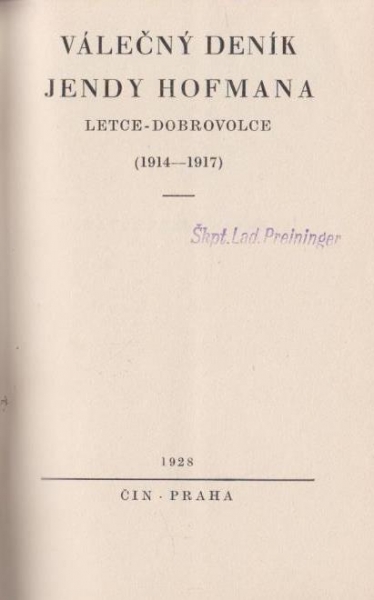 VÁLEČNÝ DENÍK
JENDY HOFMANA
LETCE-DOBROVOLCE
(1914—1917)
Škpt. Lad. Preininger
1928
ČIN · PRAHA